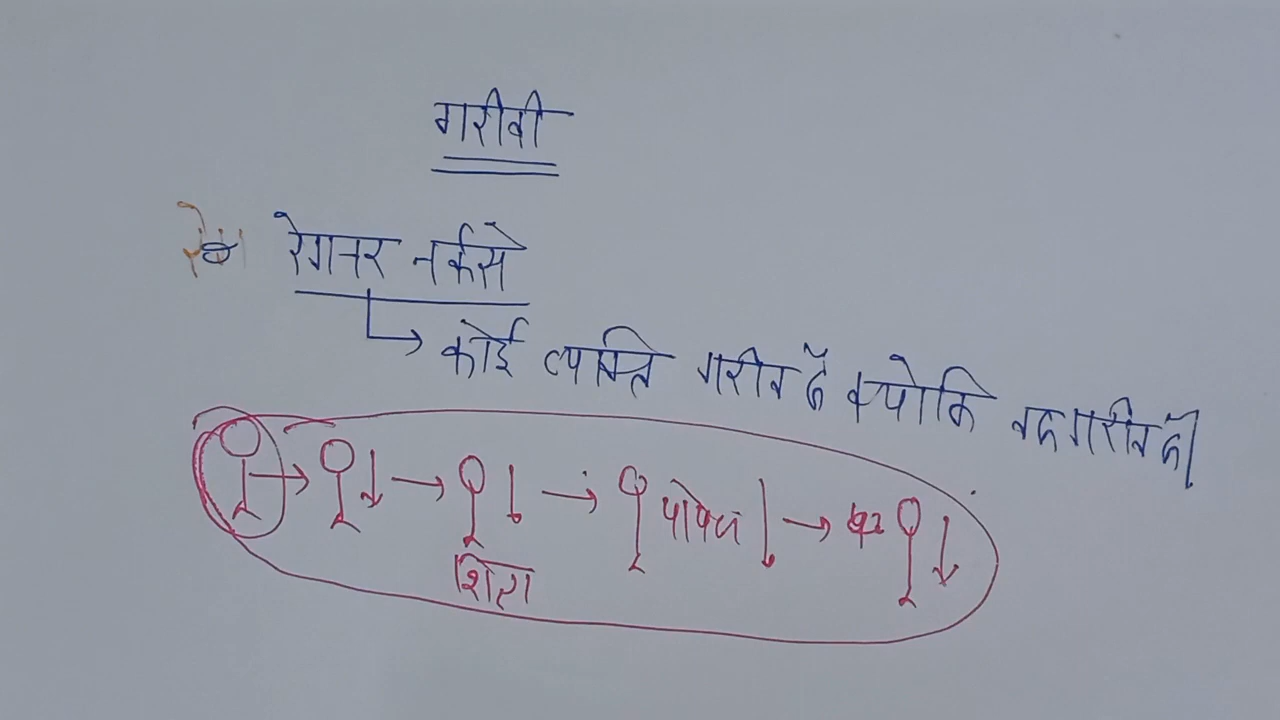 गरीबी
रेगनर नर्कसे
कोई व्यक्ति गरीब है क्योकि वह गरीब है।
पोषण
शिक्षा